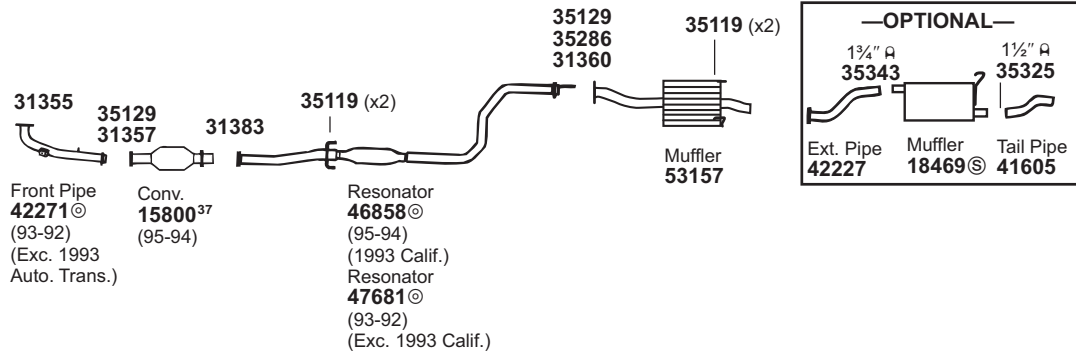 31355
35129
31357
31383
35119 (x2)
35129
35286
31360
35119 (x2)
Front Pipe
42271◎
(93-92)
(Exc. 1993
Auto. Trans.)
Conv.
15800³⁷
(95-94)
Resonator
46858◎
(95-94)
(1993 Calif.)
Resonator
47681◎
(93-92)
(Exc. 1993 Calif.)
Muffler
53157
—OPTIONAL—
1¾″
35343
1½″
35325
Ext. Pipe
42227
Muffler
18469Ⓢ
Tail Pipe
41605